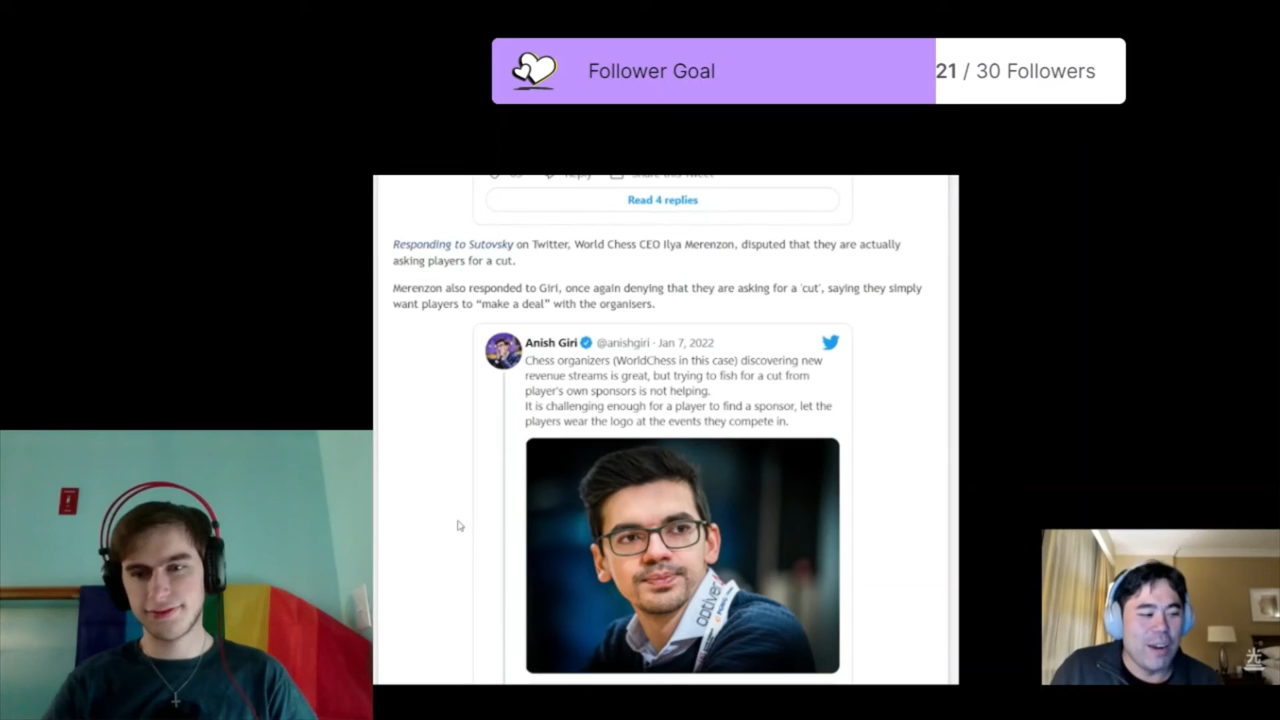 Follower Goal
21 / 30 Followers
Read 4 replies
Responding to Sutovsky on Twitter, World Chess CEO Ilya Merenzon, disputed that they are actually
asking players for a cut.
Merenzon also responded to Giri, once again denying that they are asking for a 'cut', saying they simply
want players to “make a deal” with the organisers.
Anish Giri @anishgiri · Jan 7, 2022
Chess organizers (WorldChess in this case) discovering new
revenue streams is great, but trying to fish for a cut from
player's own sponsors is not helping.
It is challenging enough for a player to find a sponsor, let the
players wear the logo at the events they compete in.
optiver
光